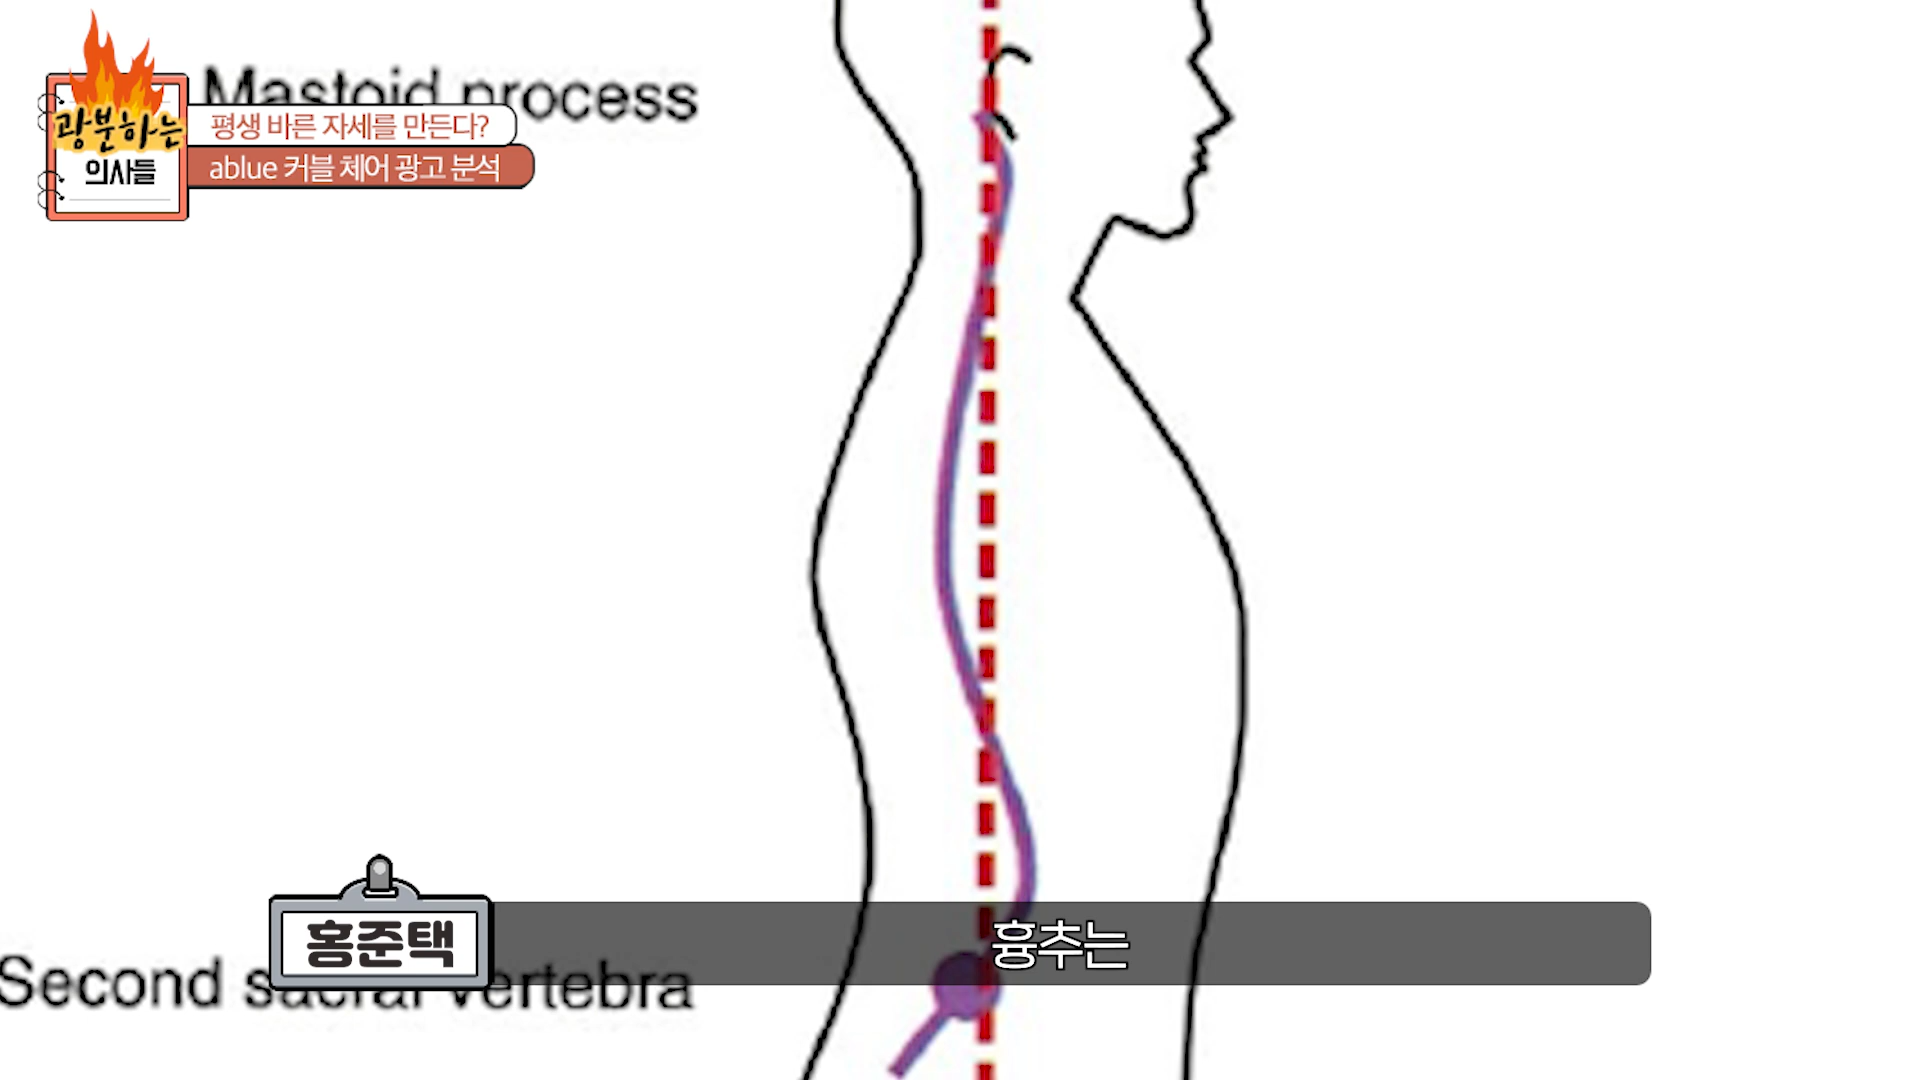 Mastoid process
광분하는
의사들
평생 바른 자세를 만든다?
ablue 커블 체어 광고 분석
홍준택
흉추는
Second sacral vertebra